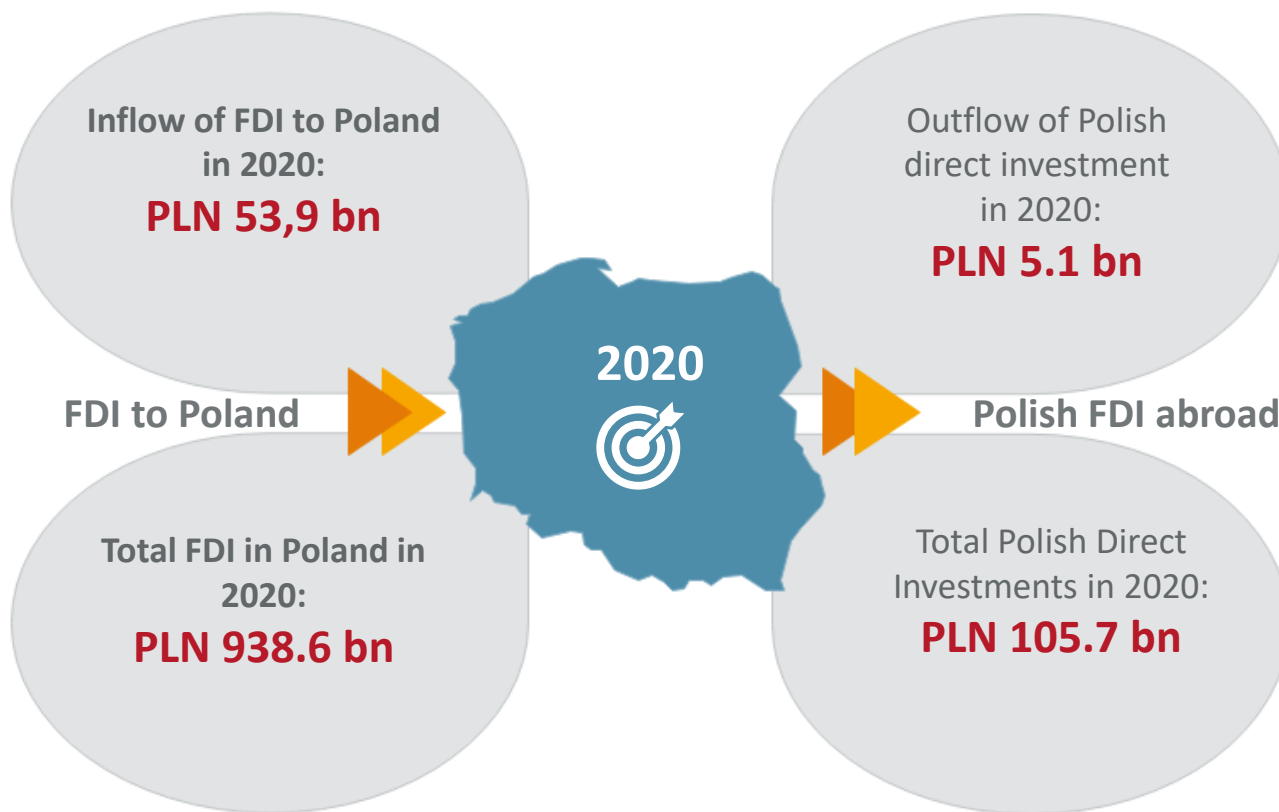 Inflow of FDI to Poland
in 2020:
PLN 53,9 bn
Outflow of Polish
direct investment
in 2020:
PLN 5.1 bn
2020
FDI to Poland
Polish FDI abroad
Total FDI in Poland in
2020:
PLN 938.6 bn
Total Polish Direct
Investments in 2020:
PLN 105.7 bn